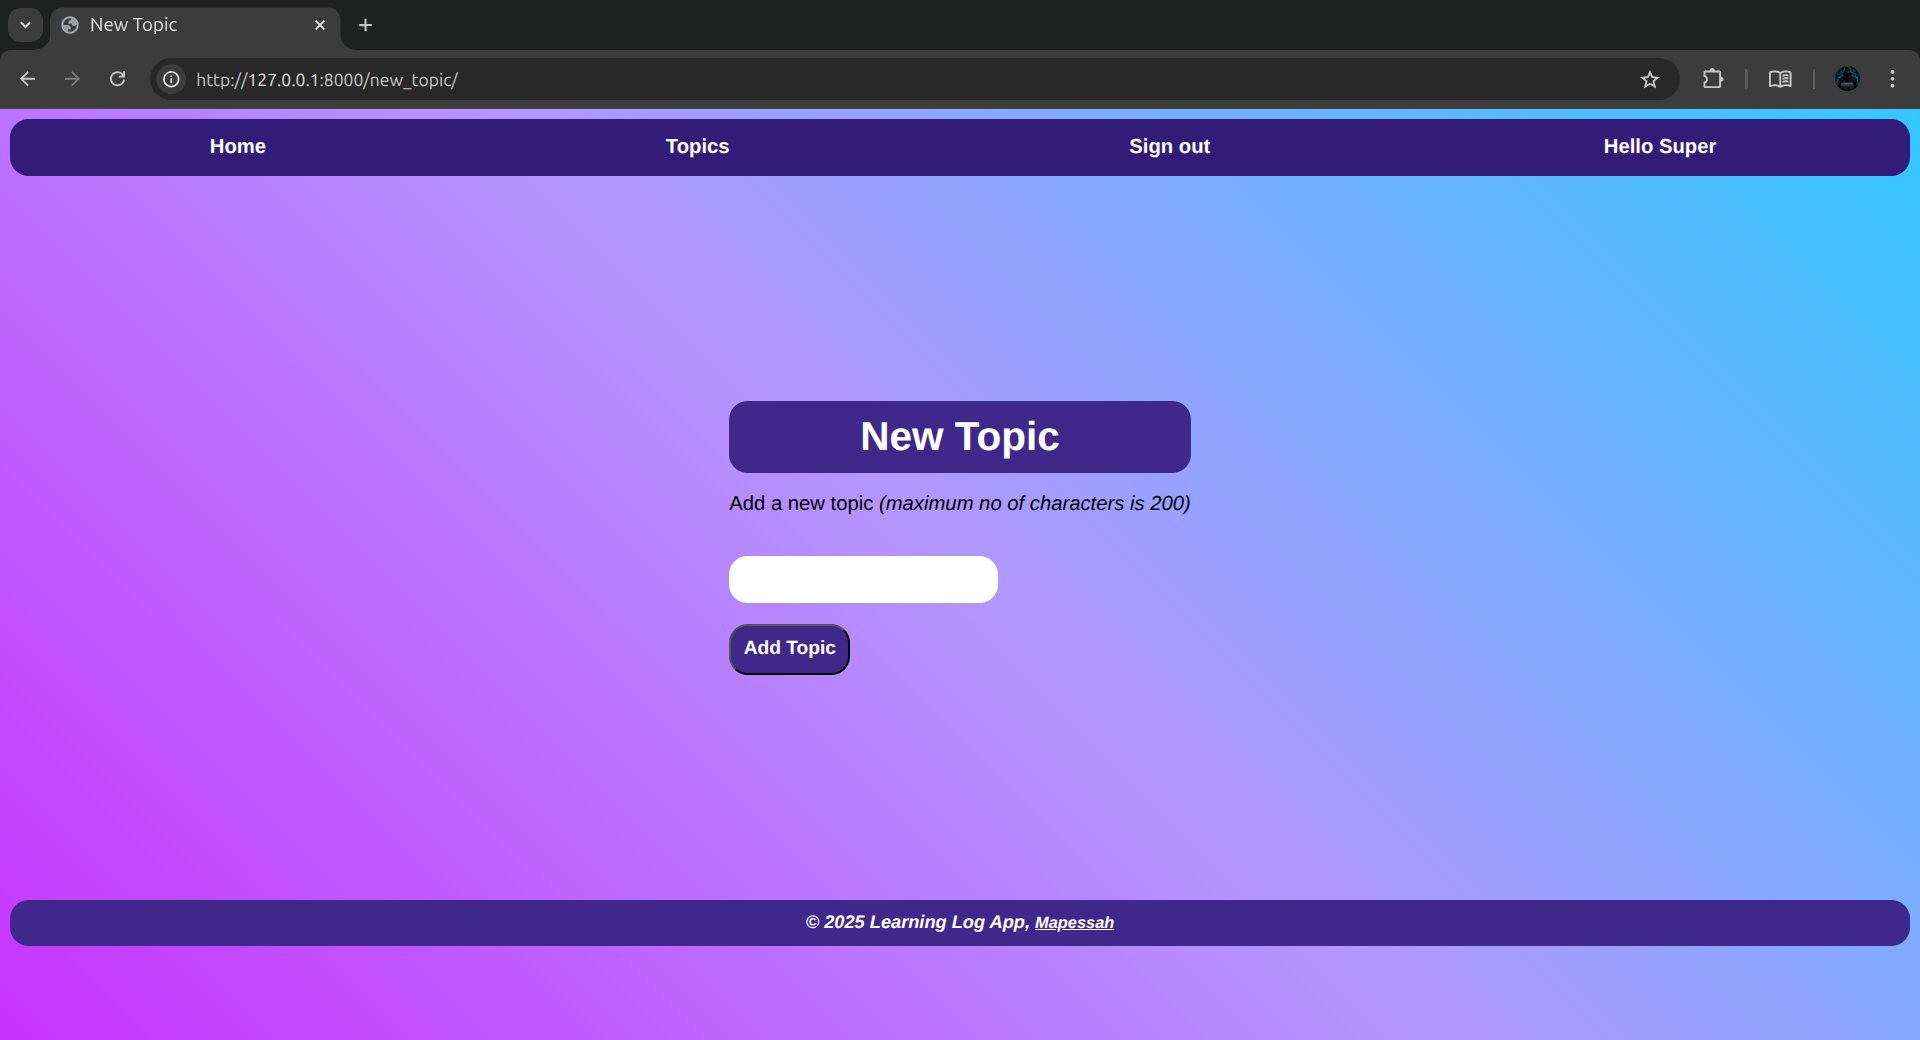 New Topic
http://127.0.0.1:8000/new_topic/
Home Topics Sign out Hello Super
New Topic
Add a new topic (maximum no of characters is 200)
Add Topic
© 2025 Learning Log App, Mapessah